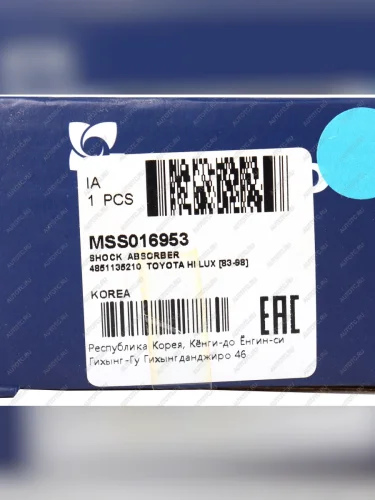 IA
1 PCS
MSS016953
SHOCK ABSORBER
4851135210 TOYOTA HI LUX [83-98]
KOREA
EAC
Республика Корея, Кёнги-до Ёнгин-си
Гихынг-Гу Гихынгданджиро 46